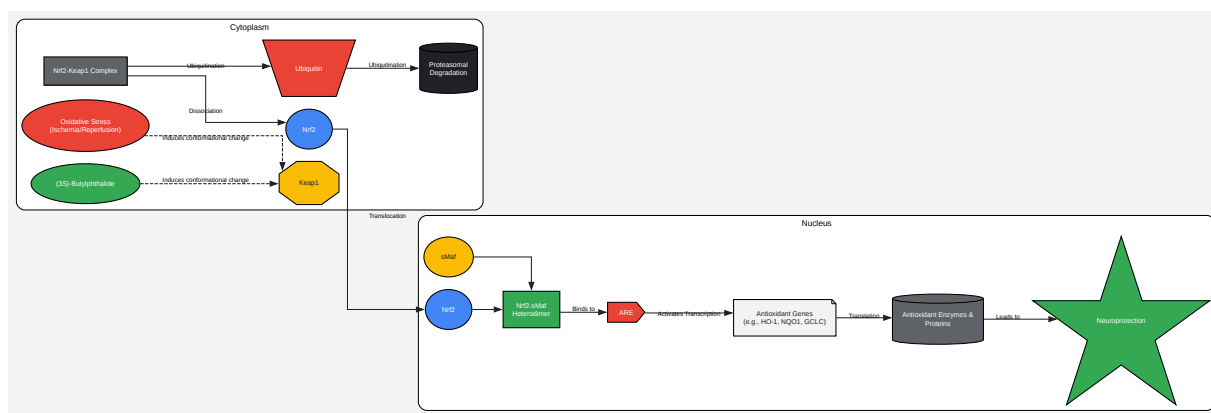 Cytoplasm
Nrf2-Keap1 Complex
Ubiquitination
Ubiquitin
Ubiquitination
Proteasomal
Degradation
Dissociation
Oxidative Stress
(Ischemia/Reperfusion)
Nrf2
Induces conformational change
(3S)-Butylphthalide
Induces conformational change
Keap1
Translocation
Nucleus
sMaf
Nrf2
Nrf2-sMaf
Heterodimer
Binds to
ARE
Activates Transcription
Antioxidant Genes
(e.g., HO-1, NQO1, GCLC)
Translation
Antioxidant Enzymes &
Proteins
Leads to
Neuroprotection